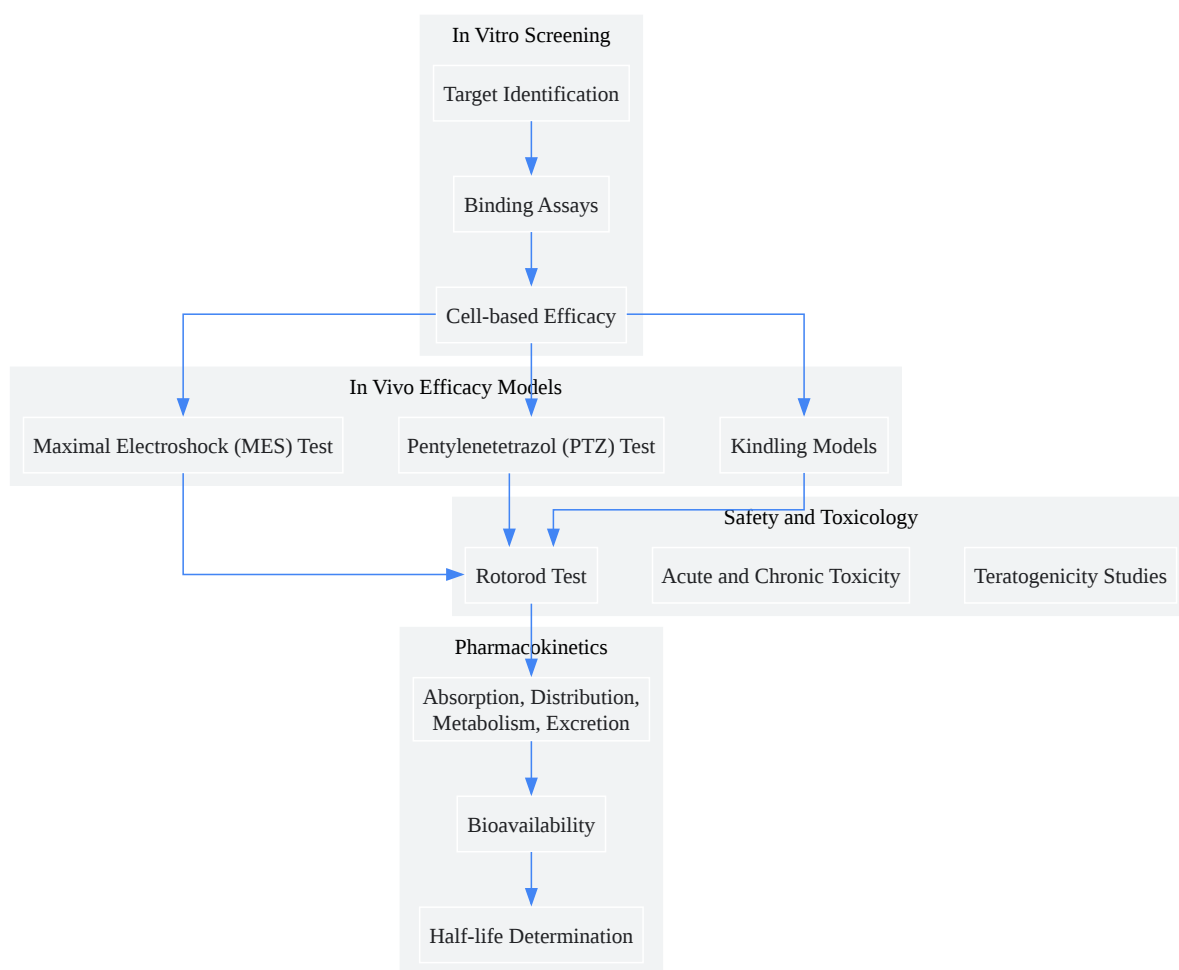 In Vitro Screening
Target Identification
Binding Assays
Cell-based Efficacy
In Vivo Efficacy Models
Maximal Electroshock (MES) Test
Pentylenetetrazol (PTZ) Test
Kindling Models
Safety and Toxicology
Rotorod Test
Acute and Chronic Toxicity
Teratogenicity Studies
Pharmacokinetics
Absorption, Distribution,
Metabolism, Excretion
Bioavailability
Half-life Determination